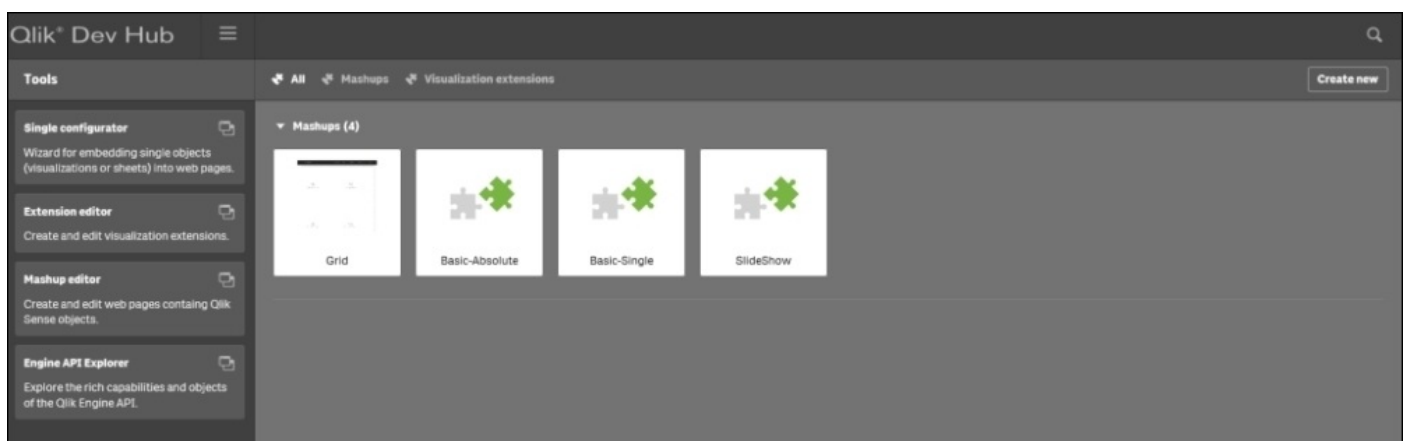 Qlik® Dev Hub
Tools
All Mashups Visualization extensions
Create new
Single configurator
Wizard for embedding single objects
(visualizations or sheets) into web pages.
Extension editor
Create and edit visualization extensions.
Mashup editor
Create and edit web pages containg Qlik
Sense objects.
Engine API Explorer
Explore the rich capabilities and objects
of the Qlik Engine API.
Mashups (4)
Grid
Basic-Absolute
Basic-Single
SlideShow